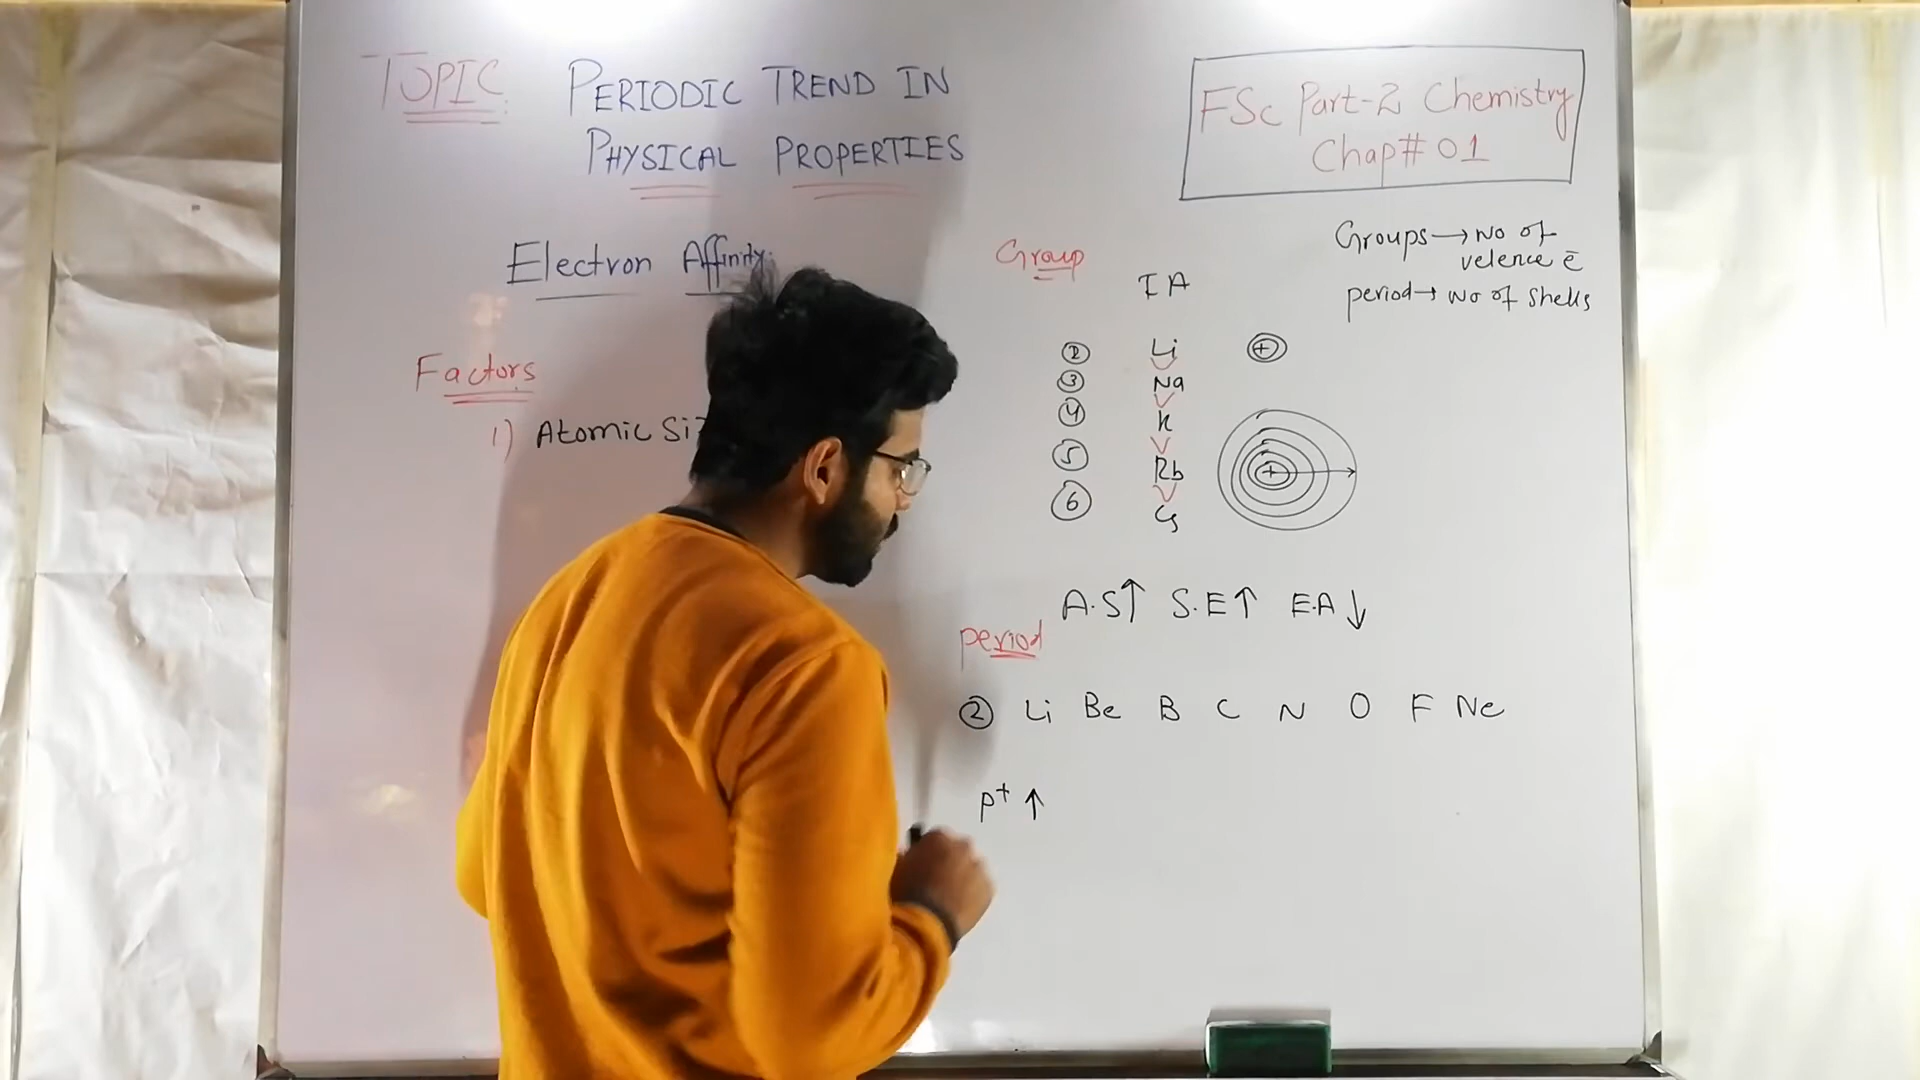 TOPIC: PERIODIC TREND IN
PHYSICAL PROPERTIES
FSc Part-2 Chemistry
Chap# 01
Electron Affinity:
Factors
1) Atomic Siz
Group
I A
Groups → No of
velence ē
period → No of shells
② Li
③ Na
④ K
⑤ Rb
⑥ Cs
+
+
A.S↑ S.E↑ E.A↓
period
② Li Be B C N O F Ne
p+ ↑